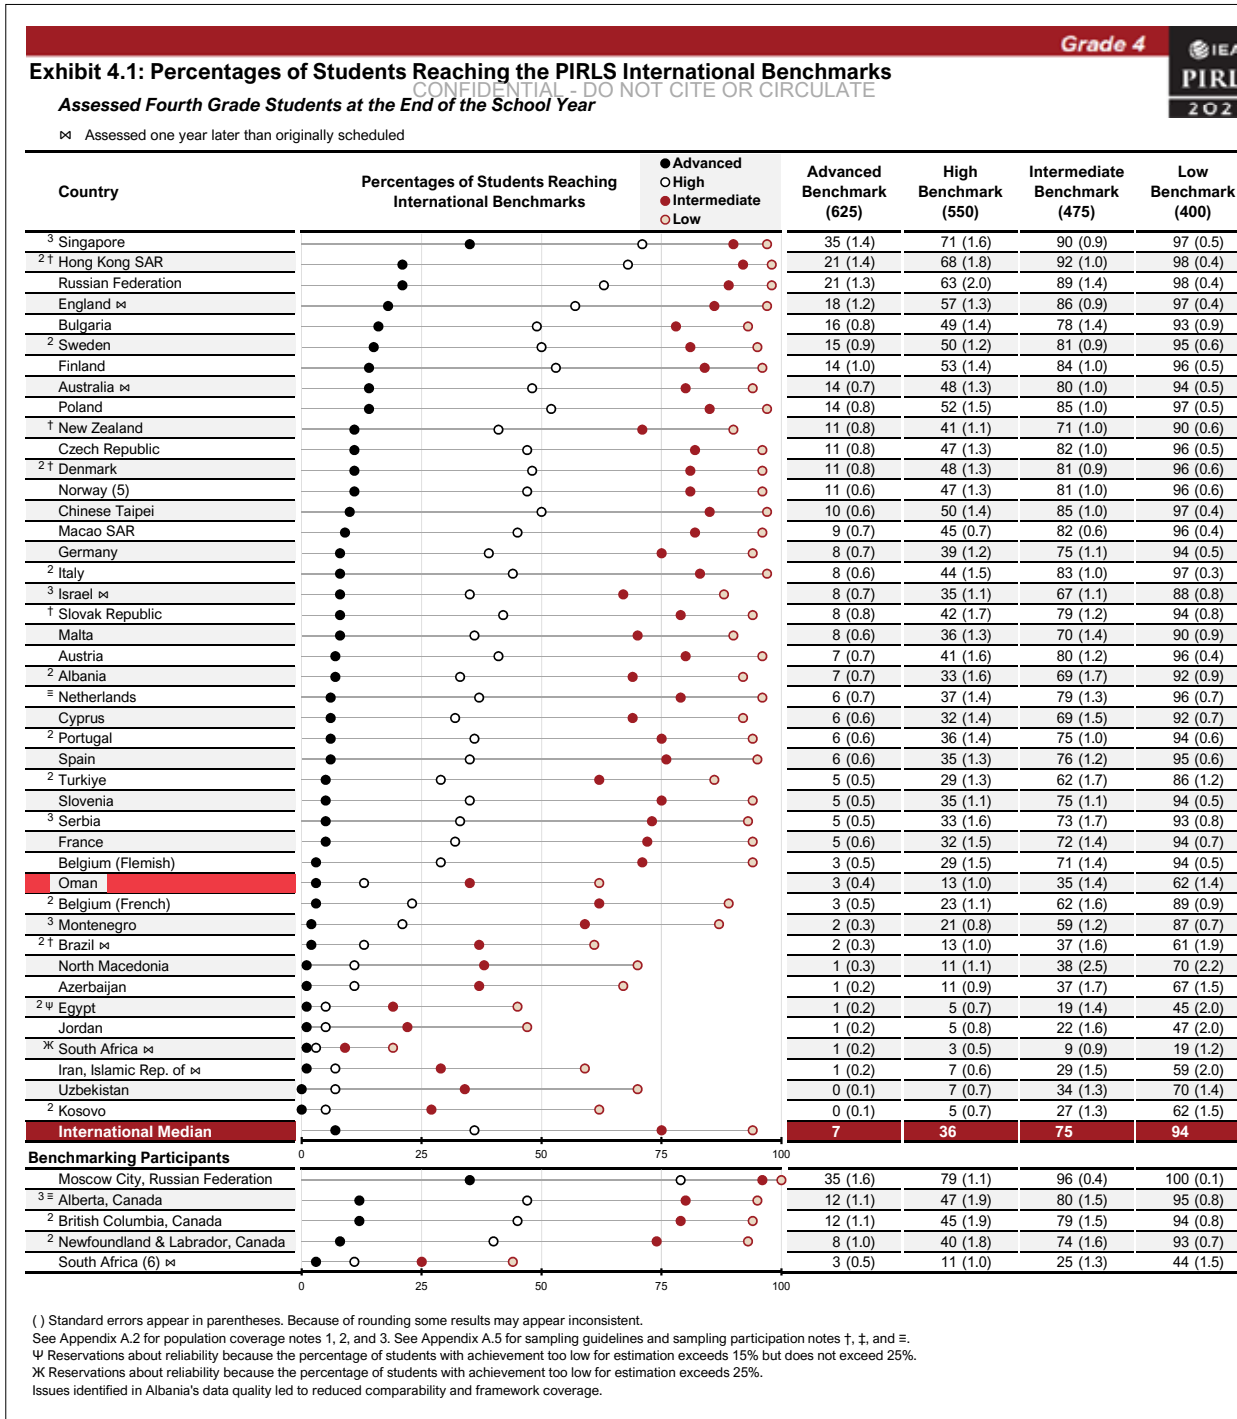 Grade 4
IEA
PIRL
202
Exhibit 4.1: Percentages of Students Reaching the PIRLS International Benchmarks
CONFIDENTIAL - DO NOT CITE OR CIRCULATE
Assessed Fourth Grade Students at the End of the School Year
⋈ Assessed one year later than originally scheduled
Country
Percentages of Students Reaching International Benchmarks
Advanced
High
Intermediate
Low
Advanced Benchmark (625)
High Benchmark (550)
Intermediate Benchmark (475)
Low Benchmark (400)
3 Singapore 35 (1.4) 71 (1.6) 90 (0.9) 97 (0.5)
2 † Hong Kong SAR 21 (1.4) 68 (1.8) 92 (1.0) 98 (0.4)
Russian Federation 21 (1.3) 63 (2.0) 89 (1.4) 98 (0.4)
England ⋈ 18 (1.2) 57 (1.3) 86 (0.9) 97 (0.4)
Bulgaria 16 (0.8) 49 (1.4) 78 (1.4) 93 (0.9)
2 Sweden 15 (0.9) 50 (1.2) 81 (0.9) 95 (0.6)
Finland 14 (1.0) 53 (1.4) 84 (1.0) 96 (0.5)
Australia ⋈ 14 (0.7) 48 (1.3) 80 (1.0) 94 (0.5)
Poland 14 (0.8) 52 (1.5) 85 (1.0) 97 (0.5)
† New Zealand 11 (0.8) 41 (1.1) 71 (1.0) 90 (0.6)
Czech Republic 11 (0.8) 47 (1.3) 82 (1.0) 96 (0.5)
2 † Denmark 11 (0.8) 48 (1.3) 81 (0.9) 96 (0.6)
Norway (5) 11 (0.6) 47 (1.3) 81 (1.0) 96 (0.6)
Chinese Taipei 10 (0.6) 50 (1.4) 85 (1.0) 97 (0.4)
Macao SAR 9 (0.7) 45 (0.7) 82 (0.6) 96 (0.4)
Germany 8 (0.7) 39 (1.2) 75 (1.1) 94 (0.5)
2 Italy 8 (0.6) 44 (1.5) 83 (1.0) 97 (0.3)
3 Israel ⋈ 8 (0.7) 35 (1.1) 67 (1.1) 88 (0.8)
† Slovak Republic 8 (0.8) 42 (1.7) 79 (1.2) 94 (0.8)
Malta 8 (0.6) 36 (1.3) 70 (1.4) 90 (0.9)
Austria 7 (0.7) 41 (1.6) 80 (1.2) 96 (0.4)
2 Albania 7 (0.7) 33 (1.6) 69 (1.7) 92 (0.9)
≡ Netherlands 6 (0.7) 37 (1.4) 79 (1.3) 96 (0.7)
Cyprus 6 (0.6) 32 (1.4) 69 (1.5) 92 (0.7)
2 Portugal 6 (0.6) 36 (1.4) 75 (1.0) 94 (0.6)
Spain 6 (0.6) 35 (1.3) 76 (1.2) 95 (0.6)
2 Turkiye 5 (0.5) 29 (1.3) 62 (1.7) 86 (1.2)
Slovenia 5 (0.5) 35 (1.1) 75 (1.1) 94 (0.5)
3 Serbia 5 (0.5) 33 (1.6) 73 (1.7) 93 (0.8)
France 5 (0.6) 32 (1.5) 72 (1.4) 94 (0.7)
Belgium (Flemish) 3 (0.5) 29 (1.5) 71 (1.4) 94 (0.5)
Oman 3 (0.4) 13 (1.0) 35 (1.4) 62 (1.4)
2 Belgium (French) 3 (0.5) 23 (1.1) 62 (1.6) 89 (0.9)
3 Montenegro 2 (0.3) 21 (0.8) 59 (1.2) 87 (0.7)
2 † Brazil ⋈ 2 (0.3) 13 (1.0) 37 (1.6) 61 (1.9)
North Macedonia 1 (0.3) 11 (1.1) 38 (2.5) 70 (2.2)
Azerbaijan 1 (0.2) 11 (0.9) 37 (1.7) 67 (1.5)
2 Ψ Egypt 1 (0.2) 5 (0.7) 19 (1.4) 45 (2.0)
Jordan 1 (0.2) 5 (0.8) 22 (1.6) 47 (2.0)
Ж South Africa ⋈ 1 (0.2) 3 (0.5) 9 (0.9) 19 (1.2)
Iran, Islamic Rep. of ⋈ 1 (0.2) 7 (0.6) 29 (1.5) 59 (2.0)
Uzbekistan 0 (0.1) 7 (0.7) 34 (1.3) 70 (1.4)
2 Kosovo 0 (0.1) 5 (0.7) 27 (1.3) 62 (1.5)
International Median 7 36 75 94
0 25 50 75 100
Benchmarking Participants
Moscow City, Russian Federation 35 (1.6) 79 (1.1) 96 (0.4) 100 (0.1)
3 ≡ Alberta, Canada 12 (1.1) 47 (1.9) 80 (1.5) 95 (0.8)
2 British Columbia, Canada 12 (1.1) 45 (1.9) 79 (1.5) 94 (0.8)
2 Newfoundland & Labrador, Canada 8 (1.0) 40 (1.8) 74 (1.6) 93 (0.7)
South Africa (6) ⋈ 3 (0.5) 11 (1.0) 25 (1.3) 44 (1.5)
0 25 50 75 100
( ) Standard errors appear in parentheses. Because of rounding some results may appear inconsistent.
See Appendix A.2 for population coverage notes 1, 2, and 3. See Appendix A.5 for sampling guidelines and sampling participation notes †, ‡, and ≡.
Ψ Reservations about reliability because the percentage of students with achievement too low for estimation exceeds 15% but does not exceed 25%.
Ж Reservations about reliability because the percentage of students with achievement too low for estimation exceeds 25%.
Issues identified in Albania's data quality led to reduced comparability and framework coverage.